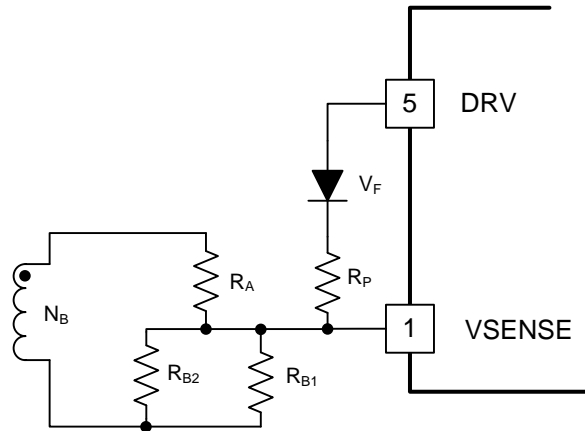 5 DRV
V_F
R_A
R_P
N_B
1 VSENSE
R_B2
R_B1